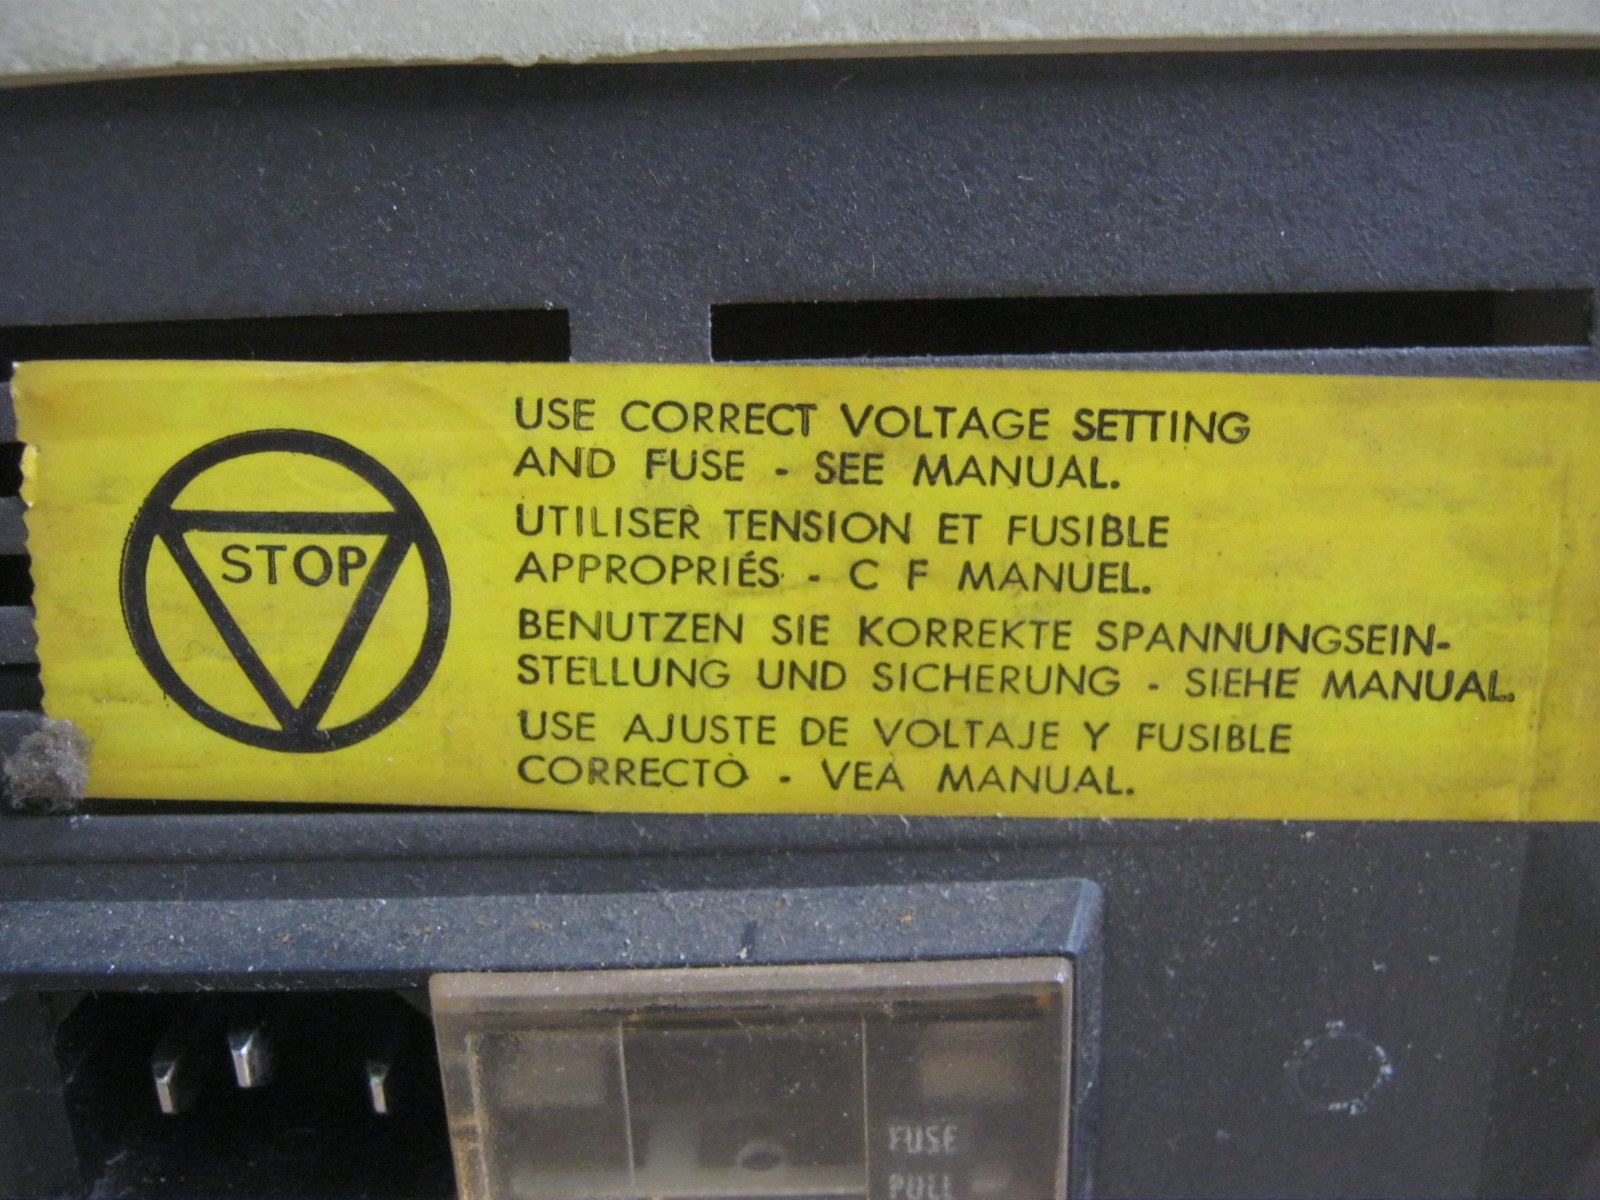 STOP
USE CORRECT VOLTAGE SETTING
AND FUSE - SEE MANUAL.
UTILISER TENSION ET FUSIBLE
APPROPRIÉS - C F MANUEL.
BENUTZEN SIE KORREKTE SPANNUNGSEIN-
STELLUNG UND SICHERUNG - SIEHE MANUAL.
USE AJUSTE DE VOLTAJE Y FUSIBLE
CORRECTO - VEA MANUAL.
FUSE
PULL